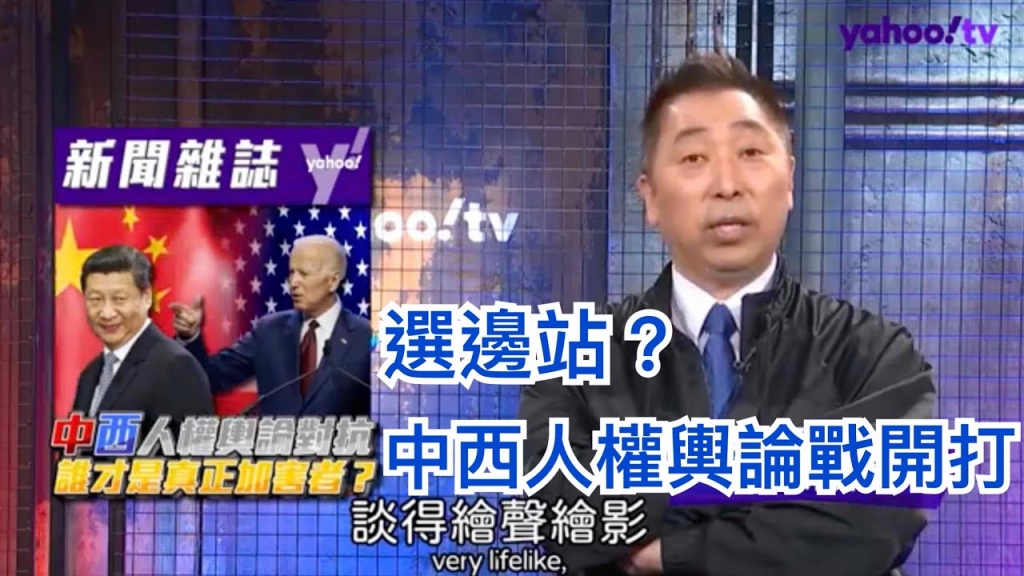 yahoo!tv
新聞雜誌
yahoo!
oo!tv
選邊站？
中西人權輿論戰開打
中西人權輿論對抗
誰才是真正加害者？
談得繪聲繪影
very lifelike,